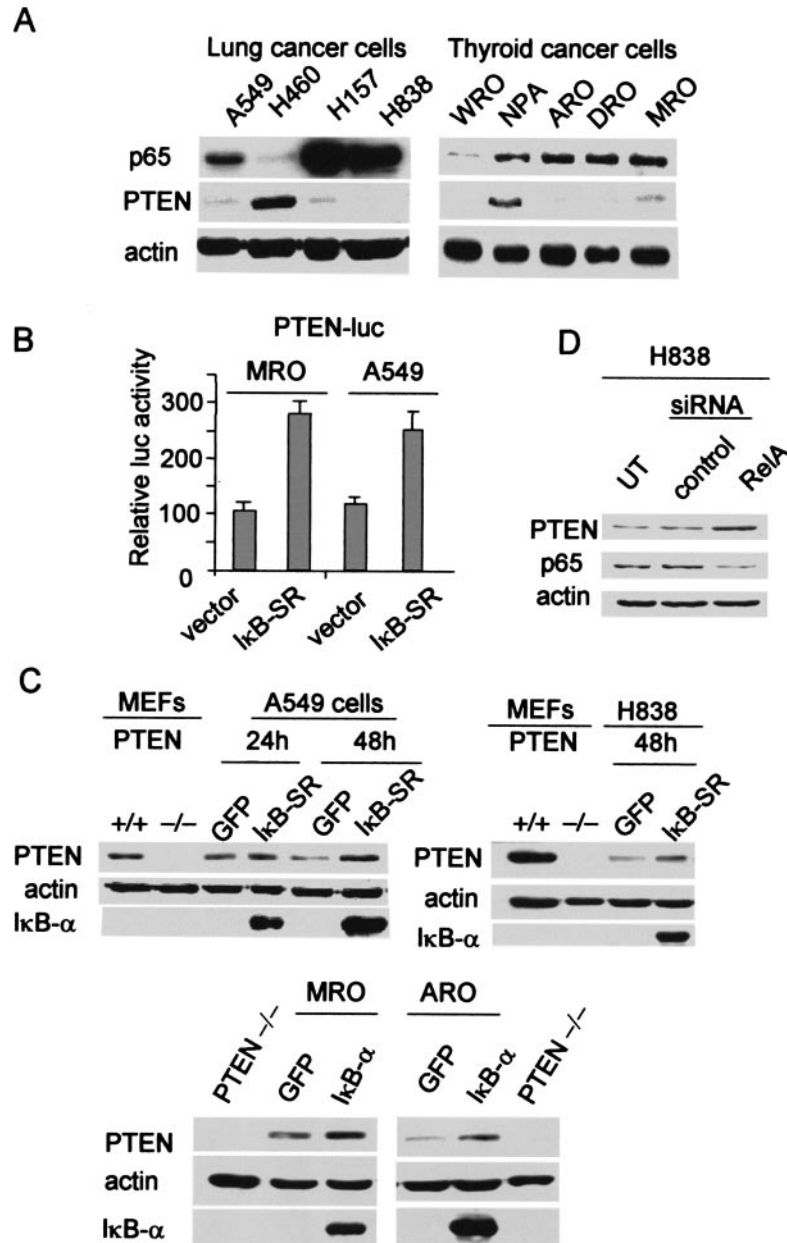 A
Lung cancer cells
Thyroid cancer cells
A549 H460 H157 H838
WRO NPA ARO DRO MRO
p65
PTEN
actin
B
PTEN-luc
MRO A549
Relative luc activity
300
250
100
0
vector IκB-SR vector IκB-SR
D
H838
siRNA
UT control RelA
PTEN
p65
actin
C
MEFs A549 cells
PTEN 24h 48h
+/+ –/– GFP IκB-SR GFP IκB-SR
PTEN
actin
IκB-α
MEFs H838
PTEN 48h
+/+ –/– GFP IκB-SR
PTEN
actin
IκB-α
MRO ARO
PTEN –/– GFP IκB-α GFP IκB-α PTEN –/–
PTEN
actin
IκB-α